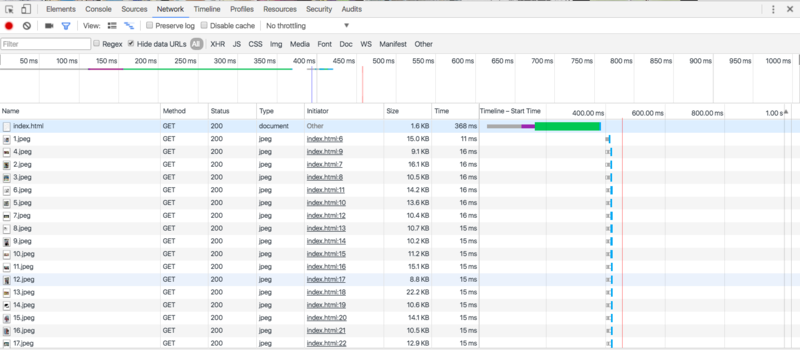 Elements Console Sources Network Timeline Profiles Resources Security Audits
View: Preserve log Disable cache No throttling
Filter Regex Hide data URLs All XHR JS CSS Img Media Font Doc WS Manifest Other
50 ms 100 ms 150 ms 200 ms 250 ms 300 ms 350 ms 400 ms 450 ms 500 ms 550 ms 600 ms 650 ms 700 ms 750 ms 800 ms
Name Method Status Type Initiator Size Time Timeline – Start Time 400.00 ms 600.00 ms 800.00 ms 1.00 s
index.html GET 200 document Other 1.6 KB 368 ms
1.jpeg GET 200 jpeg index.html:6 15.0 KB 11 ms
4.jpeg GET 200 jpeg index.html:9 9.1 KB 16 ms
2.jpeg GET 200 jpeg index.html:7 16.1 KB 16 ms
3.jpeg GET 200 jpeg index.html:8 10.5 KB 16 ms
6.jpeg GET 200 jpeg index.html:11 14.2 KB 16 ms
5.jpeg GET 200 jpeg index.html:10 13.6 KB 16 ms
7.jpeg GET 200 jpeg index.html:12 10.4 KB 16 ms
8.jpeg GET 200 jpeg index.html:13 10.7 KB 15 ms
9.jpeg GET 200 jpeg index.html:14 10.2 KB 15 ms
10.jpeg GET 200 jpeg index.html:15 11.2 KB 15 ms
11.jpeg GET 200 jpeg index.html:16 15.1 KB 15 ms
12.jpeg GET 200 jpeg index.html:17 8.8 KB 15 ms
13.jpeg GET 200 jpeg index.html:18 22.2 KB 15 ms
14.jpeg GET 200 jpeg index.html:19 10.6 KB 15 ms
15.jpeg GET 200 jpeg index.html:20 14.1 KB 15 ms
16.jpeg GET 200 jpeg index.html:21 10.5 KB 15 ms
17.jpeg GET 200 jpeg index.html:22 12.9 KB 15 ms